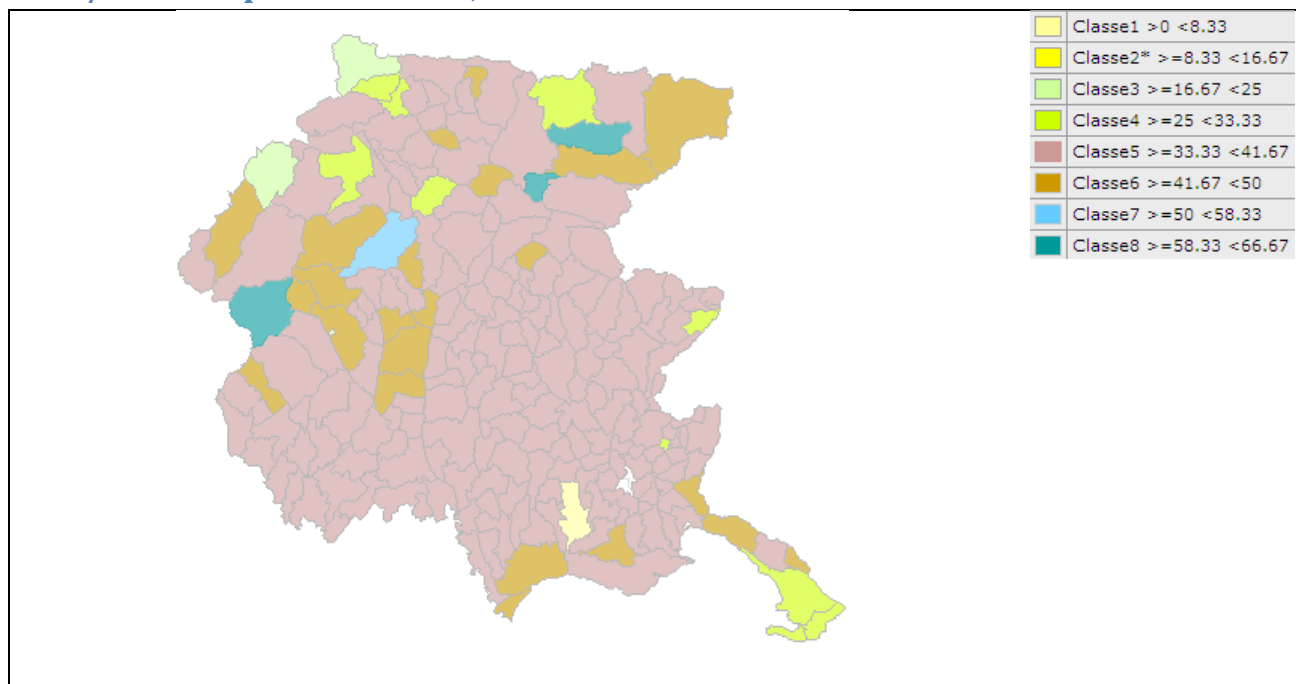 Classe1 >0 <8.33
Classe2* >=8.33 <16.67
Classe3 >=16.67 <25
Classe4 >=25 <33.33
Classe5 >=33.33 <41.67
Classe6 >=41.67 <50
Classe7 >=50 <58.33
Classe8 >=58.33 <66.67